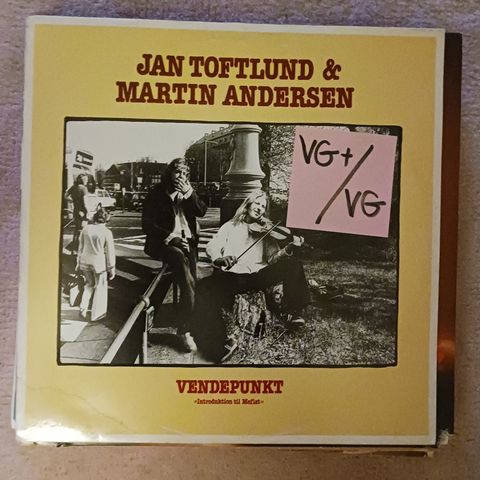 JAN TOFTLUND &
MARTIN ANDERSEN
VG+/VG
VENDEPUNKT
»Introduktion til Mefist«